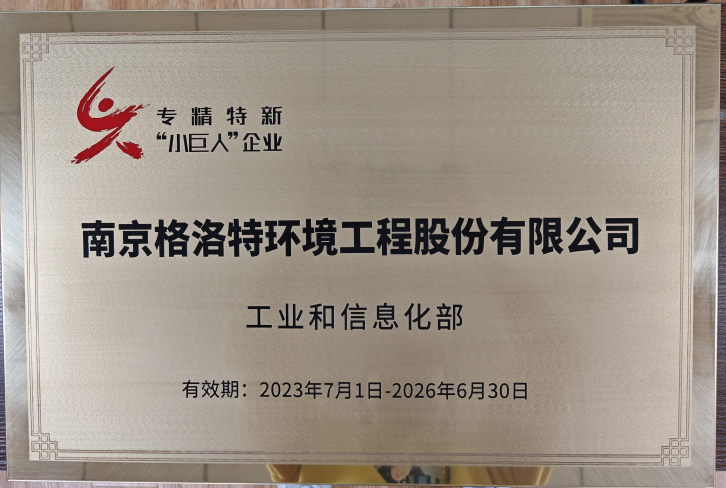 专精特新
“小巨人”企业
南京格洛特环境工程股份有限公司
工业和信息化部
有效期：2023年7月1日-2026年6月30日